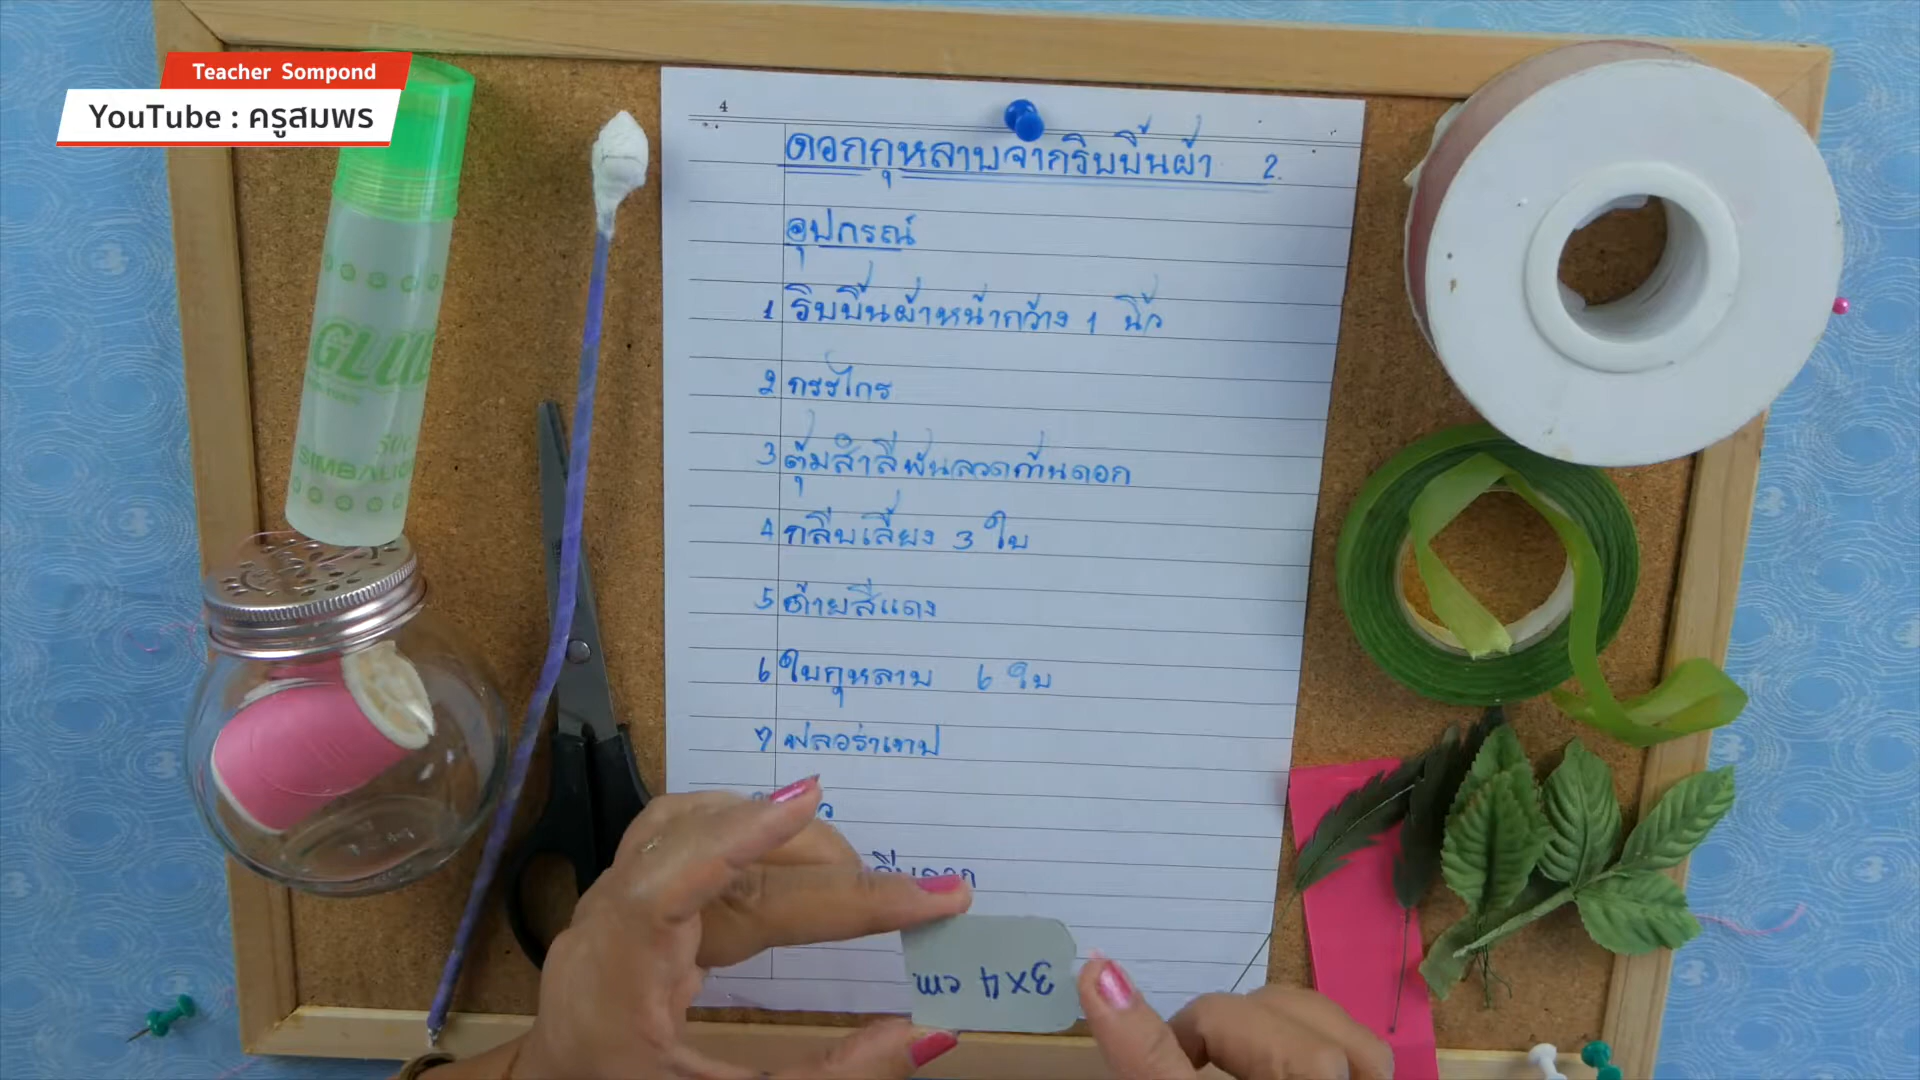 Teacher Sompond
YouTube : ครูสมพร
4
ดอกกุหลาบจากริบบิ้นผ้า 2.
อุปกรณ์
1 ริบบิ้นผ้าหน้ากว้าง 1 นิ้ว
2 กรรไกร
3 ตุ้มสำลีพันลวดก้านดอก
4 กลีบเลี้ยง 3 ใบ
5 ด้ายสีแดง
6 ใบกุหลาบ 6 ใบ
7 ฟลอร่าเทป
3x4 cm
GLUE